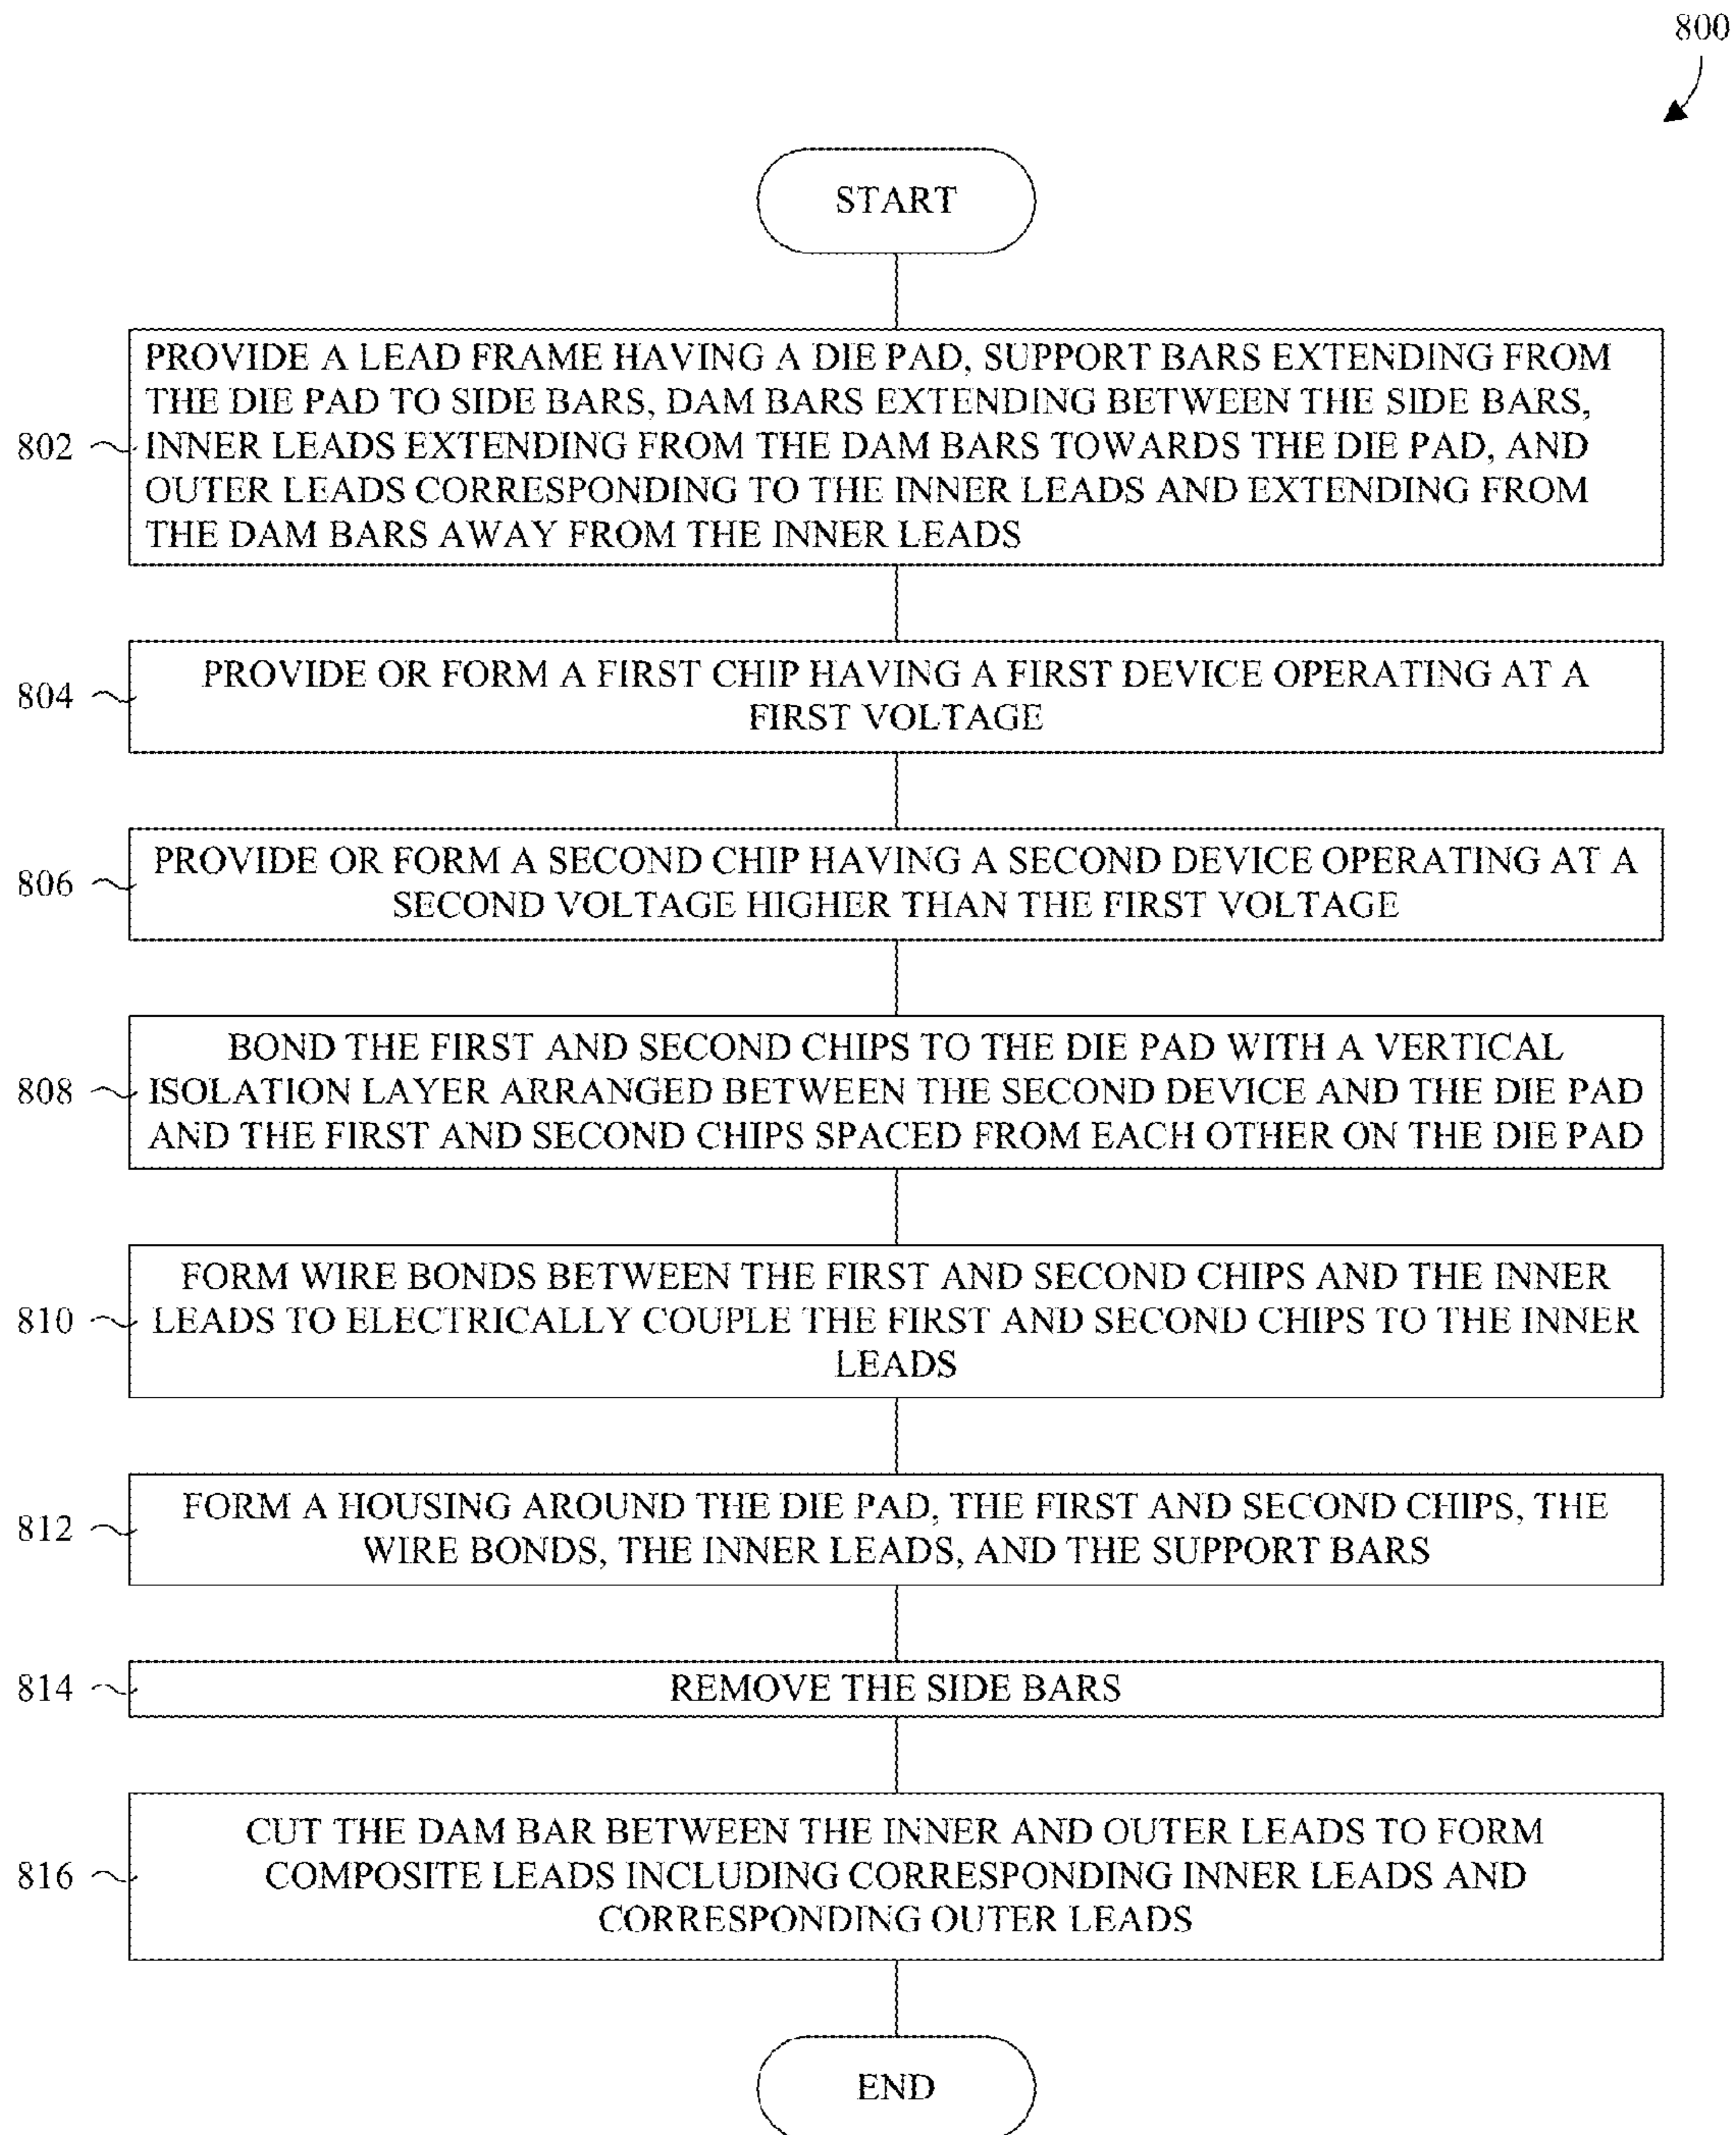 800
START
PROVIDE A LEAD FRAME HAVING A DIE PAD, SUPPORT BARS EXTENDING FROM
THE DIE PAD TO SIDE BARS, DAM BARS EXTENDING BETWEEN THE SIDE BARS,
802
INNER LEADS EXTENDING FROM THE DAM BARS TOWARDS THE DIE PAD, AND
OUTER LEADS CORRESPONDING TO THE INNER LEADS AND EXTENDING FROM
THE DAM BARS AWAY FROM THE INNER LEADS
804
PROVIDE OR FORM A FIRST CHIP HAVING A FIRST DEVICE OPERATING AT A
FIRST VOLTAGE
806
PROVIDE OR FORM A SECOND CHIP HAVING A SECOND DEVICE OPERATING AT A
SECOND VOLTAGE HIGHER THAN THE FIRST VOLTAGE
BOND THE FIRST AND SECOND CHIPS TO THE DIE PAD WITH A VERTICAL
808
ISOLATION LAYER ARRANGED BETWEEN THE SECOND DEVICE AND THE DIE PAD
AND THE FIRST AND SECOND CHIPS SPACED FROM EACH OTHER ON THE DIE PAD
FORM WIRE BONDS BETWEEN THE FIRST AND SECOND CHIPS AND THE INNER
810
LEADS TO ELECTRICALLY COUPLE THE FIRST AND SECOND CHIPS TO THE INNER
LEADS
812
FORM A HOUSING AROUND THE DIE PAD, THE FIRST AND SECOND CHIPS, THE
WIRE BONDS, THE INNER LEADS, AND THE SUPPORT BARS
814
REMOVE THE SIDE BARS
CUT THE DAM BAR BETWEEN THE INNER AND OUTER LEADS TO FORM
816
COMPOSITE LEADS INCLUDING CORRESPONDING INNER LEADS AND
CORRESPONDING OUTER LEADS
END